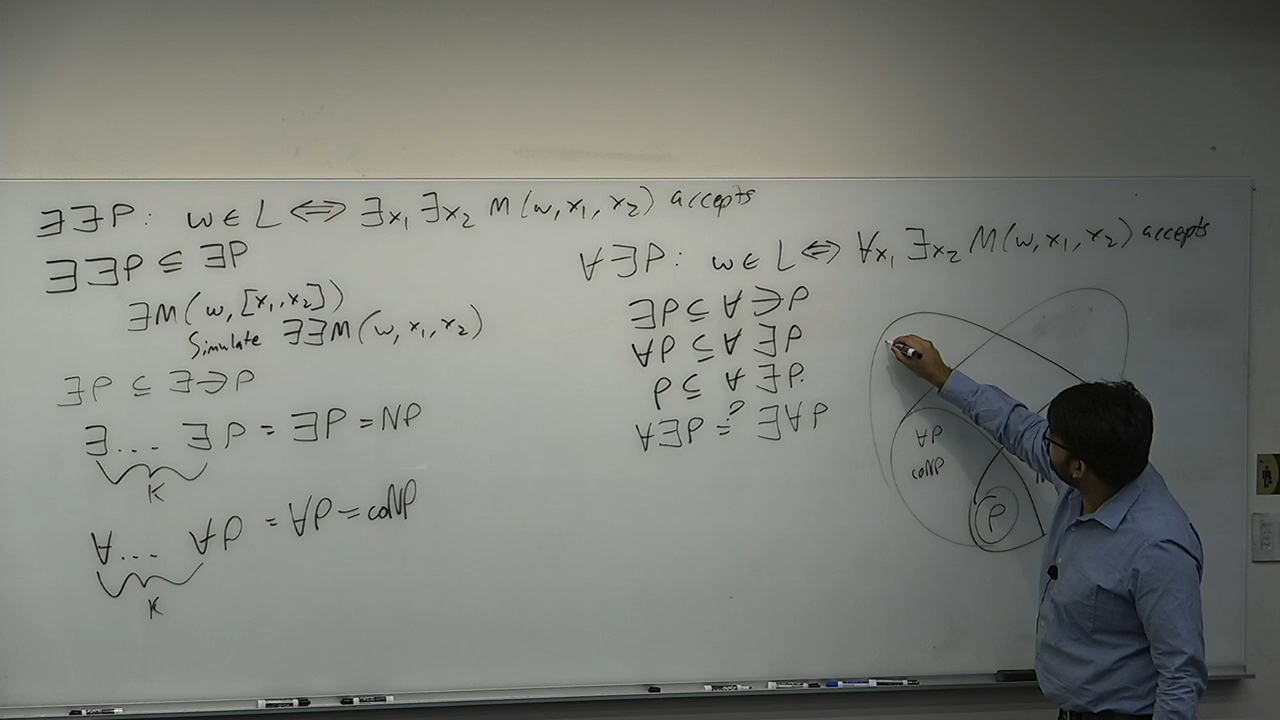 ∃∃P: w∈L ⟺ ∃x₁ ∃x₂ M(w, x₁, x₂) accepts
∃∃P ⊆ ∃P
∃M(w, [x₁, x₂])
Simulate ∃∃M(w, x₁, x₂)
∃P ⊆ ∃∃P
∃... ∃P = ∃P = NP
K
∀... ∀P = ∀P = coNP
K
∀∃P: w∈L ⟺ ∀x₁ ∃x₂ M(w, x₁, x₂) accepts
∃P ⊆ ∀∃P
∀P ⊆ ∀∃P
P ⊆ ∀∃P.
∀∃P ≟ ∃∀P
∀P
coNP
P